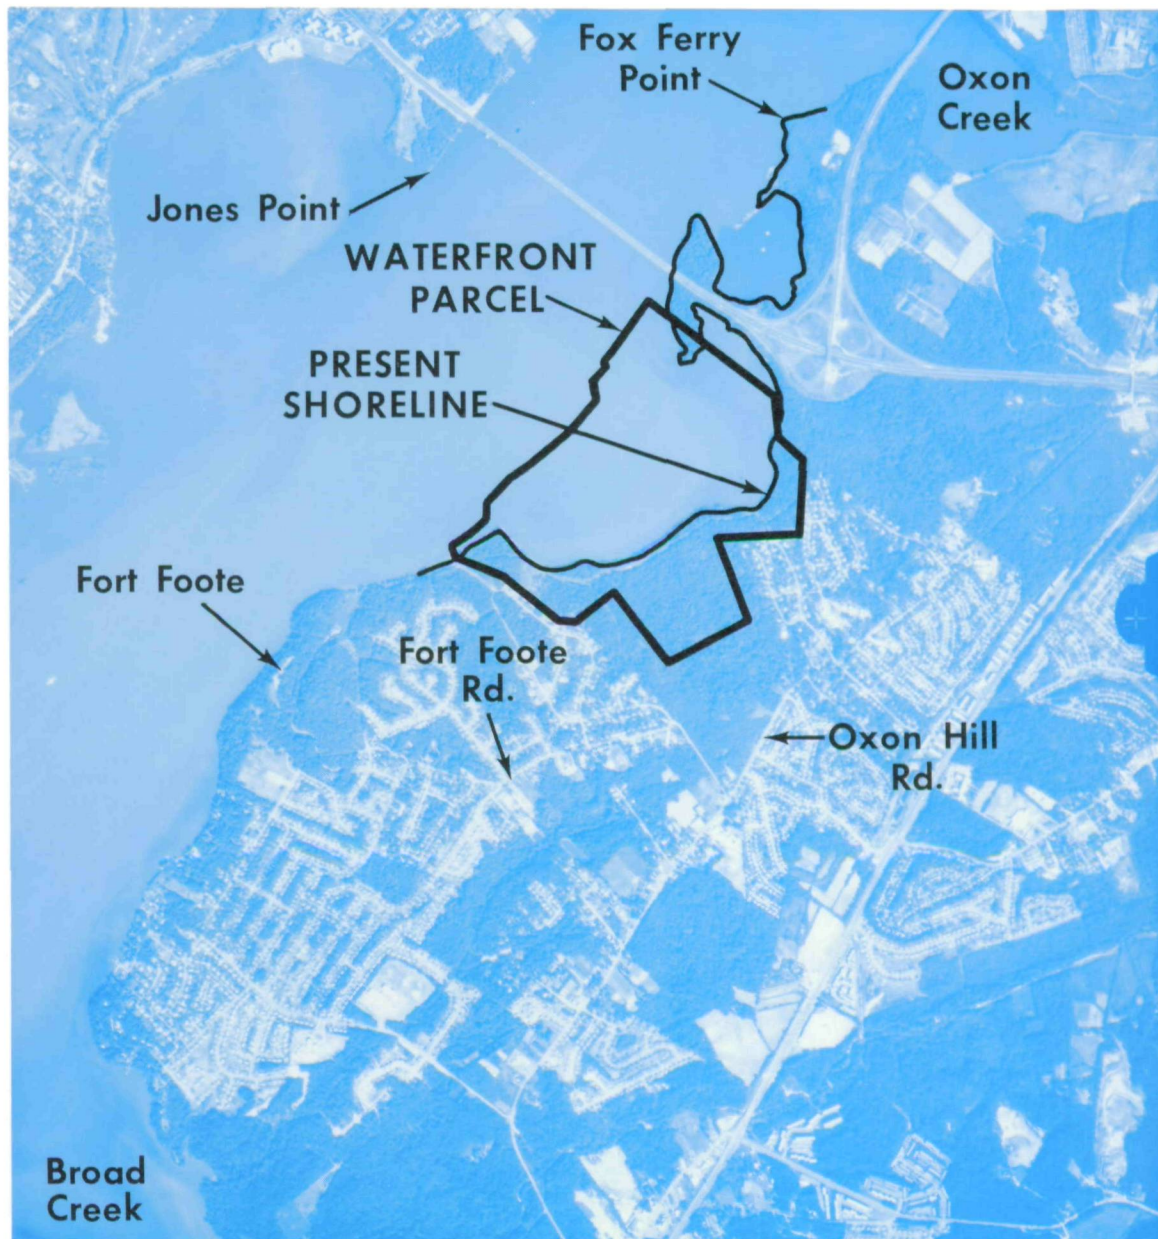 Fox Ferry
Point
Oxon
Creek
Jones Point
WATERFRONT
PARCEL
PRESENT
SHORELINE
Fort Foote
Fort Foote
Rd.
Oxon Hill
Rd.
Broad
Creek